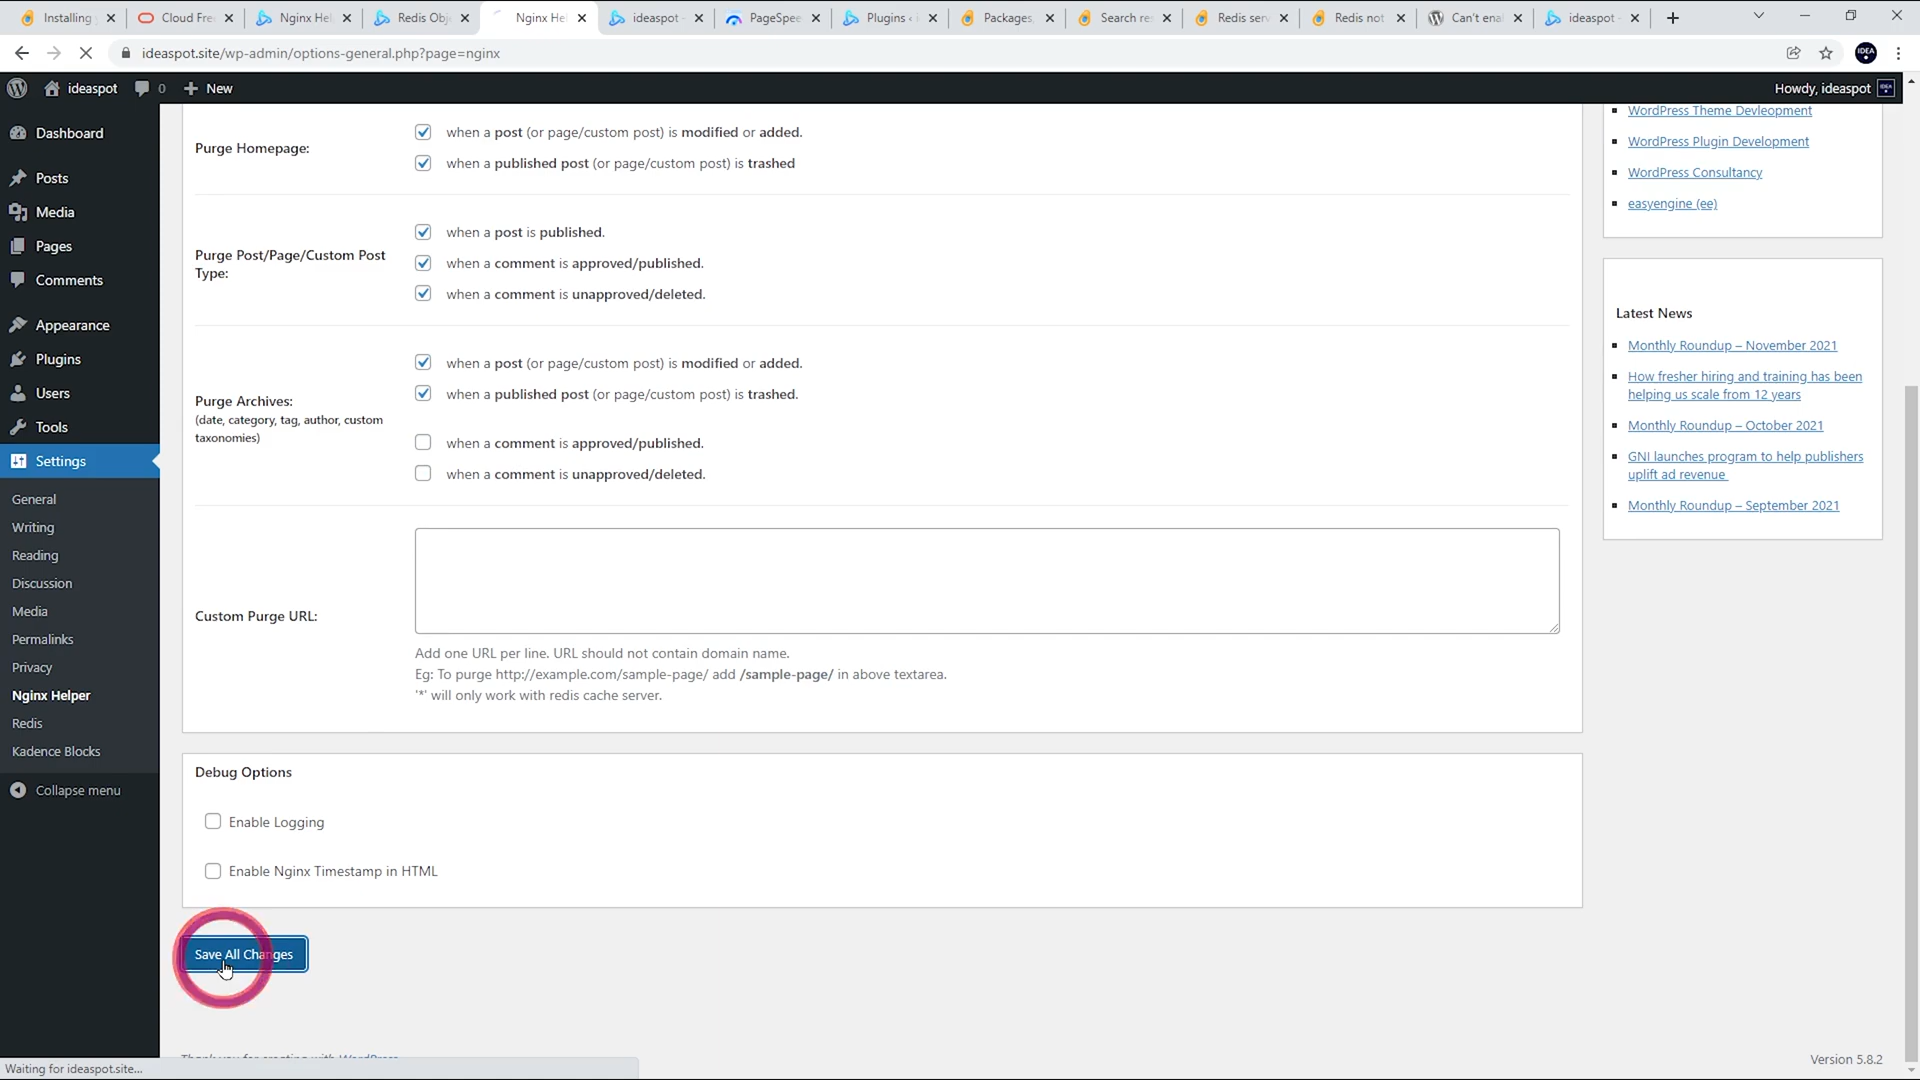 Installing
Cloud Fre
Nginx Hel
Redis Obj
Nginx Hel
ideaspot
PageSpee
Plugins ‹
Packages,
Search re
Redis serv
Redis not
Can't ena
ideaspot
ideaspot.site/wp-admin/options-general.php?page=nginx
IDEA
ideaspot
0
New
Howdy, ideaspot
Dashboard
Posts
Media
Pages
Comments
Appearance
Plugins
Users
Tools
Settings
General
Writing
Reading
Discussion
Media
Permalinks
Privacy
Nginx Helper
Redis
Kadence Blocks
Collapse menu
Purge Homepage:
when a post (or page/custom post) is modified or added.
when a published post (or page/custom post) is trashed
Purge Post/Page/Custom Post
Type:
when a post is published.
when a comment is approved/published.
when a comment is unapproved/deleted.
Purge Archives:
(date, category, tag, author, custom
taxonomies)
when a post (or page/custom post) is modified or added.
when a published post (or page/custom post) is trashed.
when a comment is approved/published.
when a comment is unapproved/deleted.
Custom Purge URL:
Add one URL per line. URL should not contain domain name.
Eg: To purge http://example.com/sample-page/ add /sample-page/ in above textarea.
'*' will only work with redis cache server.
Debug Options
Enable Logging
Enable Nginx Timestamp in HTML
Save All Changes
WordPress Theme Devleopment
WordPress Plugin Development
WordPress Consultancy
easyengine (ee)
Latest News
Monthly Roundup – November 2021
How fresher hiring and training has been
helping us scale from 12 years
Monthly Roundup – October 2021
GNI launches program to help publishers
uplift ad revenue
Monthly Roundup – September 2021
Thank you for creating with WordPress
Version 5.8.2
Waiting for ideaspot.site...